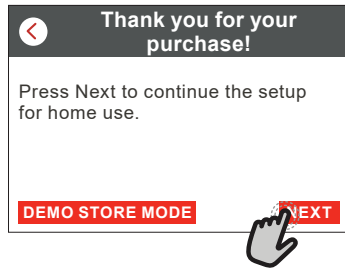 Thank you for your
purchase!
Press Next to continue the setup
for home use.
DEMO STORE MODE
NEXT